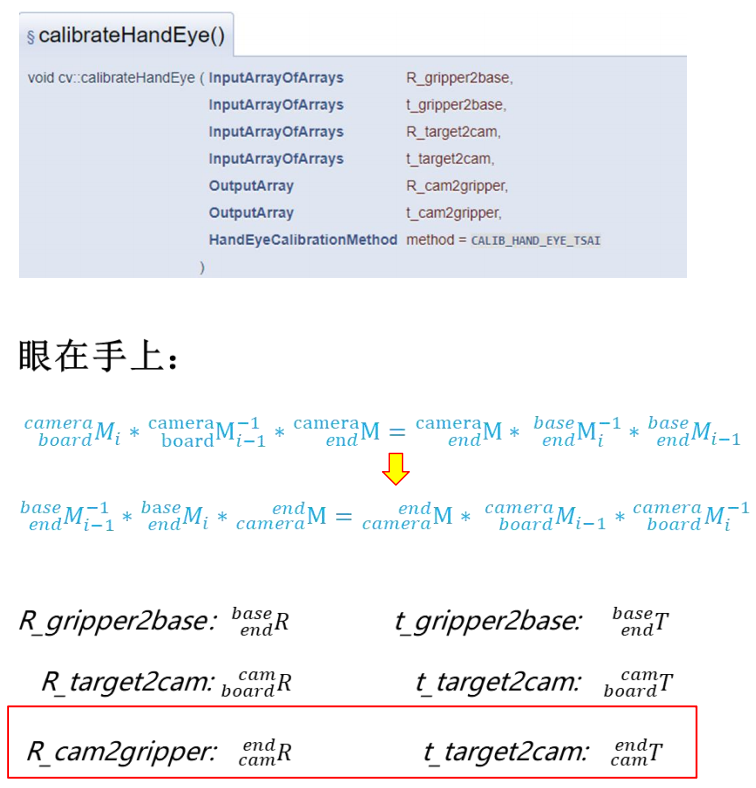 § calibrateHandEye()
void cv::calibrateHandEye ( InputArrayOfArrays R_gripper2base,
InputArrayOfArrays t_gripper2base,
InputArrayOfArrays R_target2cam,
InputArrayOfArrays t_target2cam,
OutputArray R_cam2gripper,
OutputArray t_cam2gripper,
HandEyeCalibrationMethod method = CALIB_HAND_EYE_TSAI
)
眼在手上：
$^{camera}_{board}M_i * ^{camera}_{board}M^{-1}_{i-1} * ^{camera}_{end}M = ^{camera}_{end}M * ^{base}_{end}M^{-1}_i * ^{base}_{end}M_{i-1}$
$^{base}_{end}M^{-1}_{i-1} * ^{base}_{end}M_i * ^{end}_{camera}M = ^{end}_{camera}M * ^{camera}_{board}M_{i-1} * ^{camera}_{board}M^{-1}_i$
R_gripper2base: $^{base}_{end}R$ t_gripper2base: $^{base}_{end}T$
R_target2cam: $^{cam}_{board}R$ t_target2cam: $^{cam}_{board}T$
R_cam2gripper: $^{end}_{cam}R$ t_target2cam: $^{end}_{cam}T$